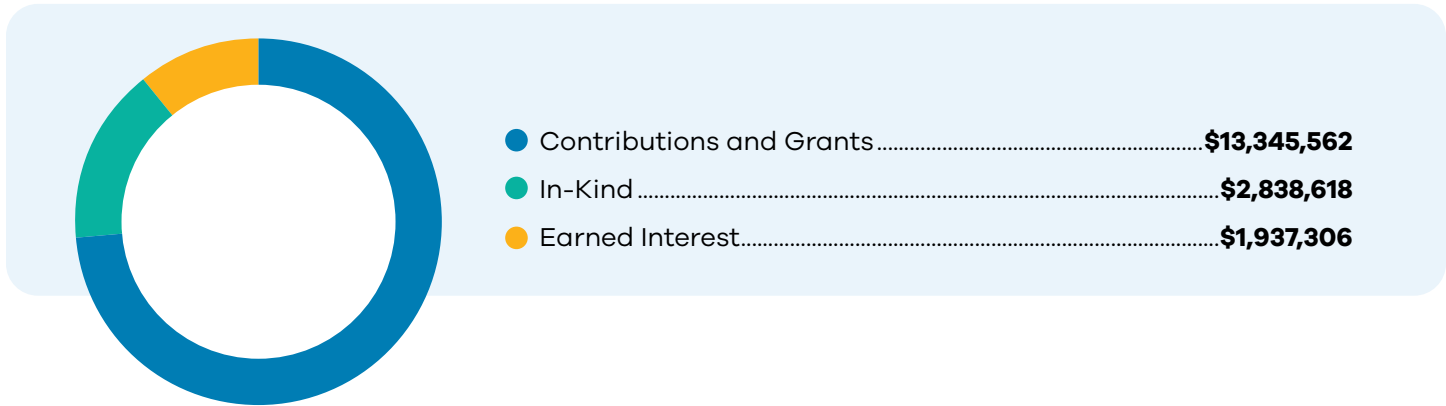 Contributions and Grants $13,345,562
In-Kind $2,838,618
Earned Interest $1,937,306